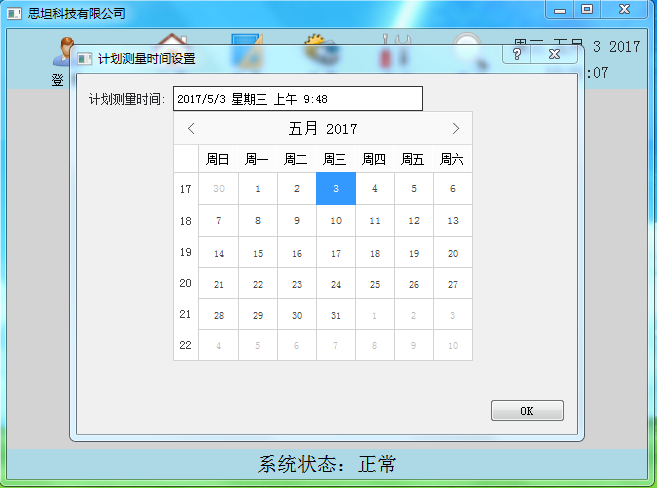 思坦科技有限公司
周三 五月 3 2017
登
:07
计划测量时间设置
计划测量时间: 2017/5/3 星期三 上午 9:48
五月 2017
周日 周一 周二 周三 周四 周五 周六
17 30 1 2 3 4 5 6
18 7 8 9 10 11 12 13
19 14 15 16 17 18 19 20
20 21 22 23 24 25 26 27
21 28 29 30 31 1 2 3
22 4 5 6 7 8 9 10
OK
系统状态: 正常